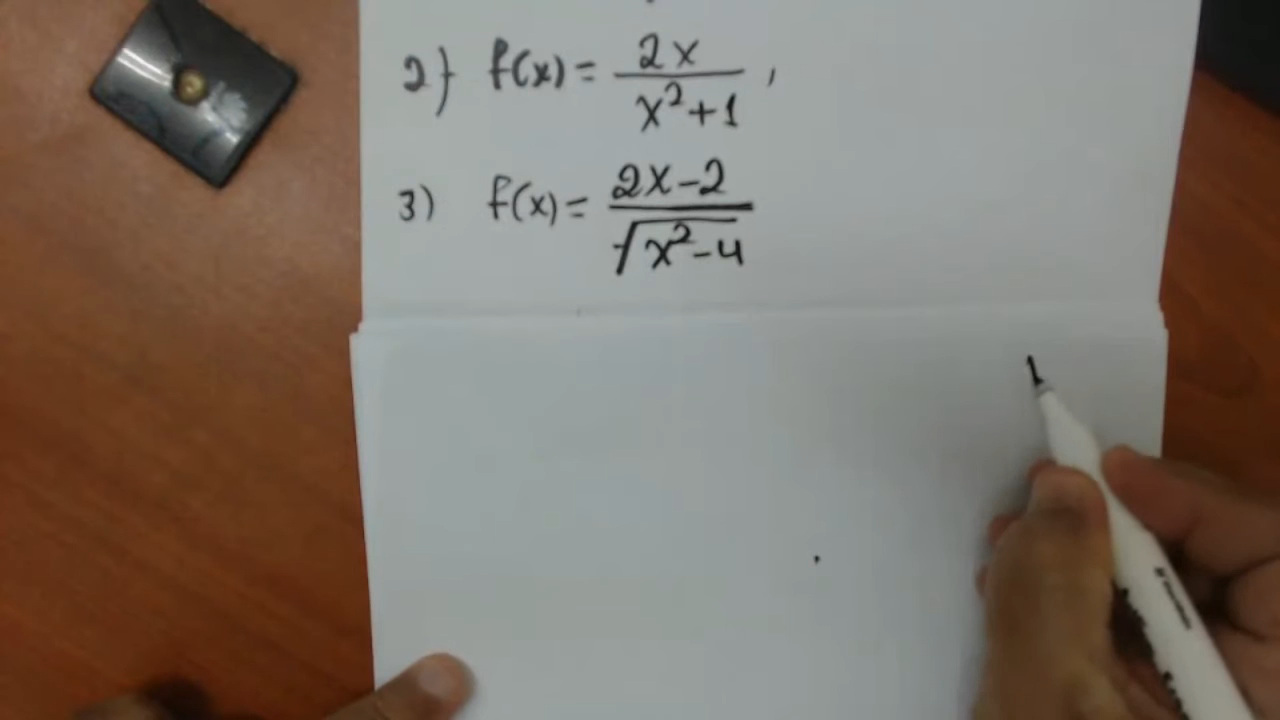 2) f(x) = 2x / x²+1 ,
3) f(x) = 2x-2 / √x²-4